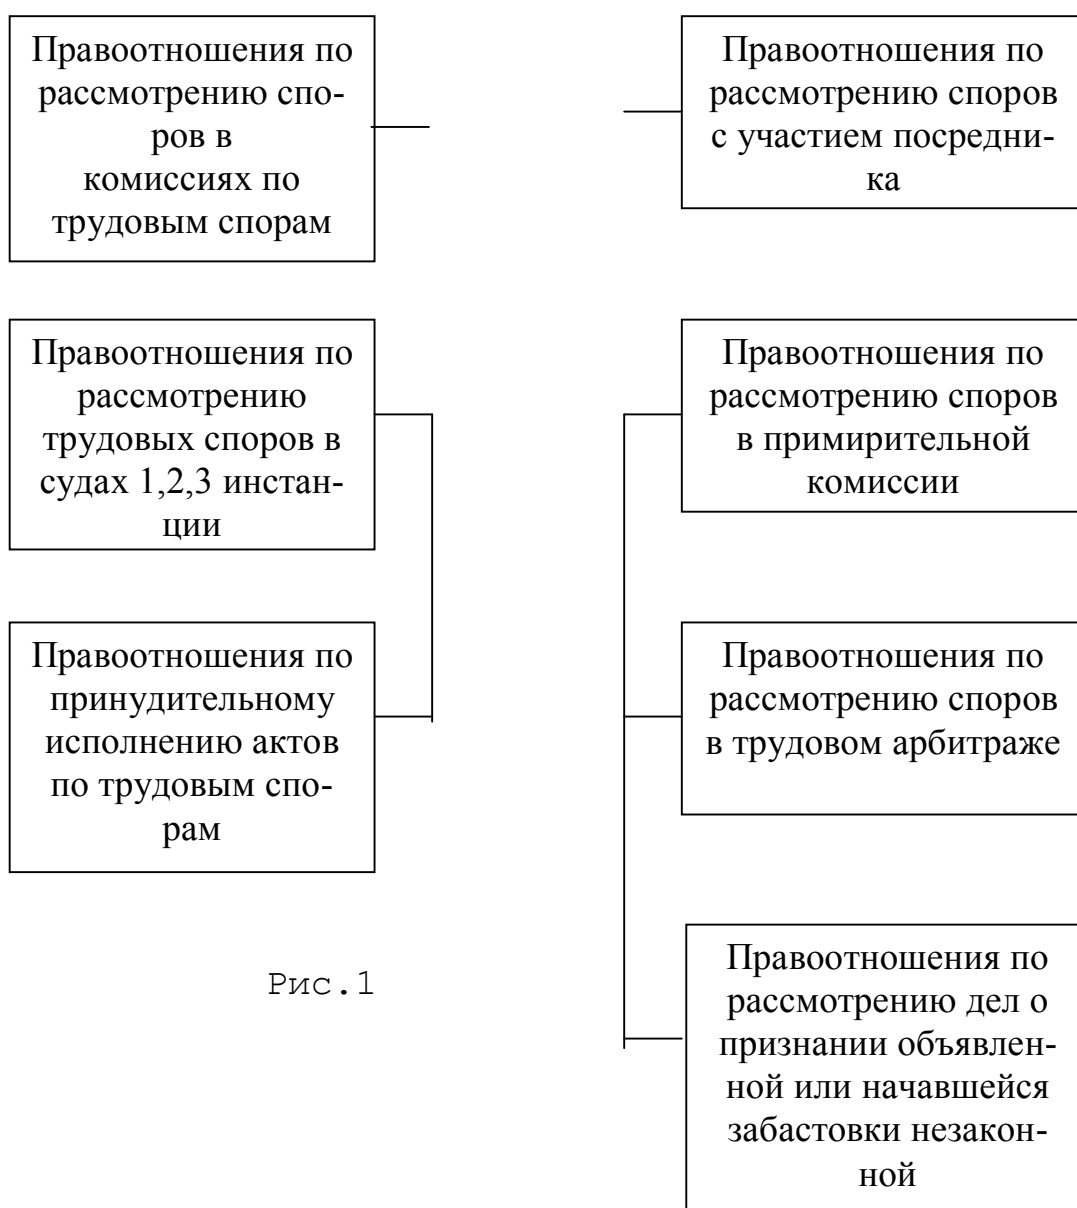 Правоотношения по
рассмотрению спо-
ров в
комиссиях по
трудовым спорам
Правоотношения по
рассмотрению споров
с участием посредни-
ка
Правоотношения по
рассмотрению
трудовых споров в
судах 1,2,3 инстан-
ции
Правоотношения по
рассмотрению споров
в примирительной
комиссии
Правоотношения по
принудительному
исполнению актов
по трудовым спо-
рам
Правоотношения по
рассмотрению споров
в трудовом арбитраже
Рис.1
Правоотношения по
рассмотрению дел о
признании объявлен-
ной или начавшейся
забастовки незакон-
ной